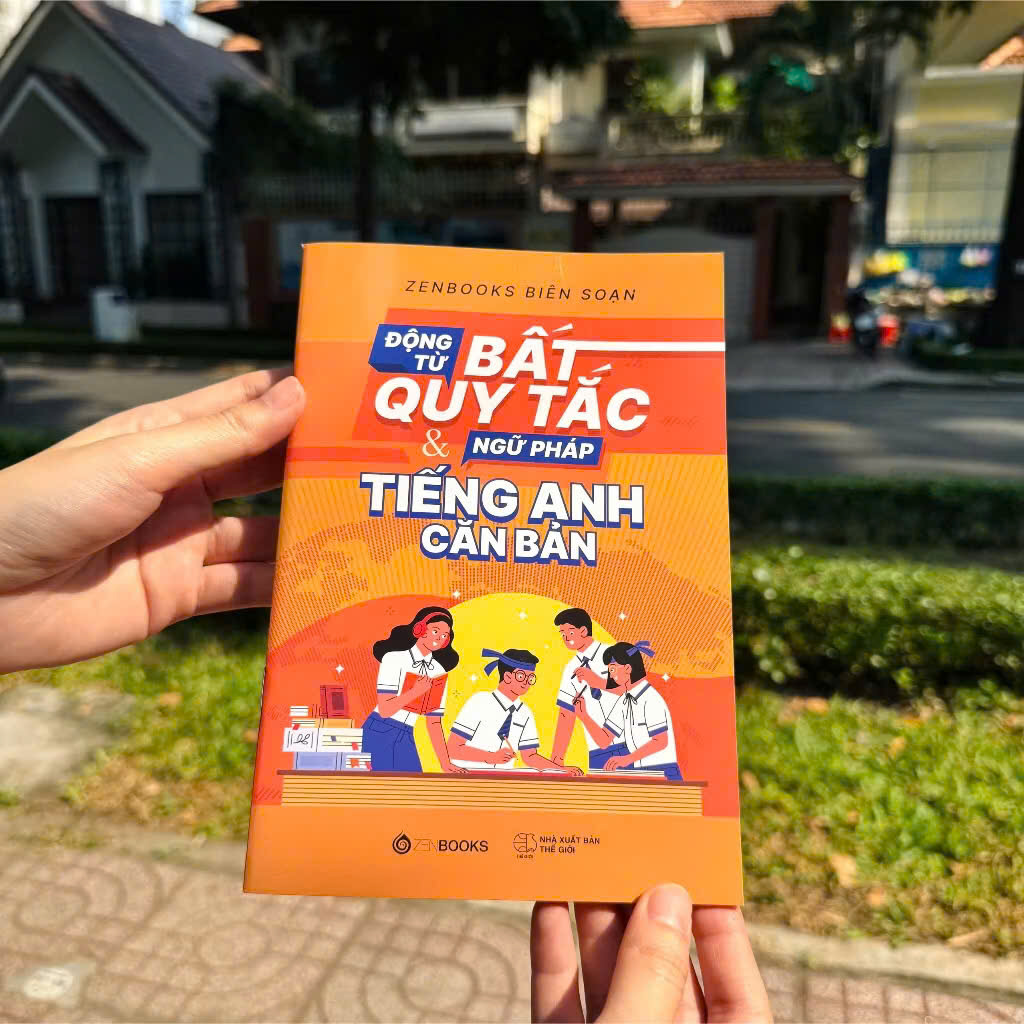 ZENBOOKS BIÊN SOẠN
ĐỘNG TỪ
BẤT
QUY TẮC
& NGỮ PHÁP
TIẾNG ANH
CĂN BẢN
ZENBOOKS
NHÀ XUẤT BẢN
THẾ GIỚI